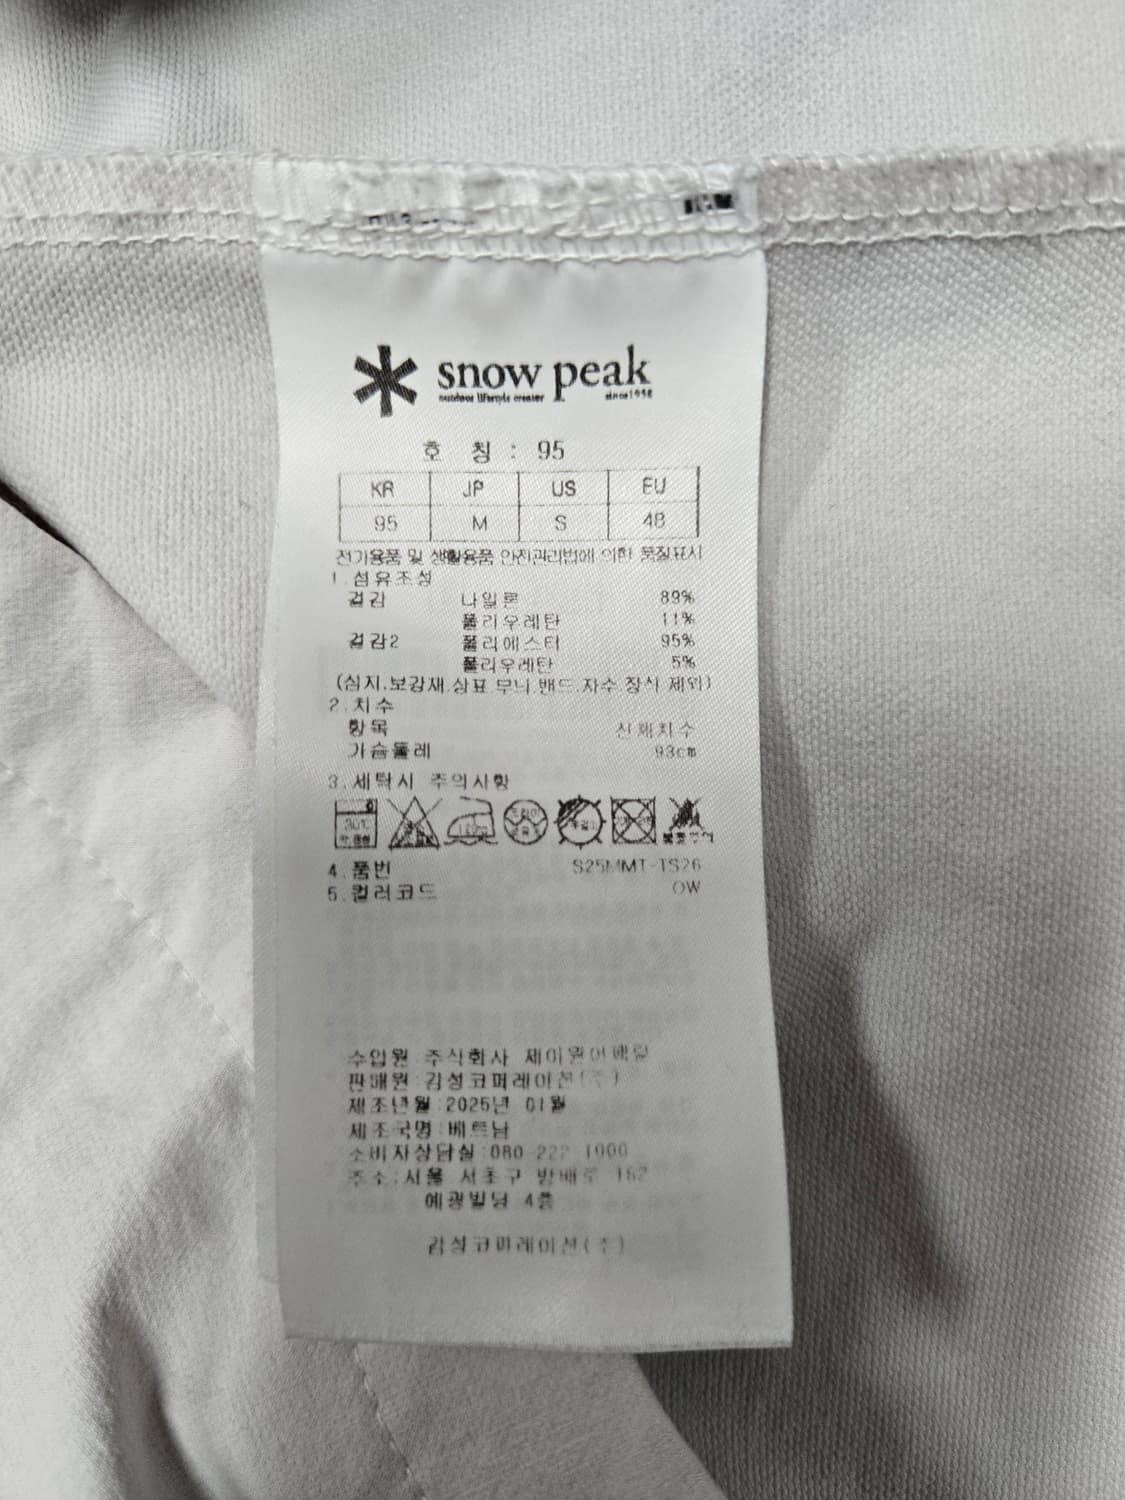 snow peak
outdoor lifestyle creator since1958
호 칭 : 95
KR JP US EU
95 M S 48
전기용품 및 생활용품 안전관리법에 의한 품질표시
1.섬유조성
겉감 나일론 89%
폴리우레탄 11%
겉감2 폴리에스터 95%
폴리우레탄 5%
(심지.보강재.상표.무늬.밴드.자수.장식 제외)
2.치수
항목 신체치수
가슴둘레 93cm
3.세탁시 주의사항
30℃
4.품번 S25MMT-TS26
5.컬러코드 OW
수입원 주식회사 제이원어패럴
판매원:김성코퍼레이션(주)
제조년월:2025년 01월
제조국명:베트남
소비자상담실:080 222 1900
주소:서울 서초구 방배로 162
예광빌딩 4층
김성코퍼레이션(주)